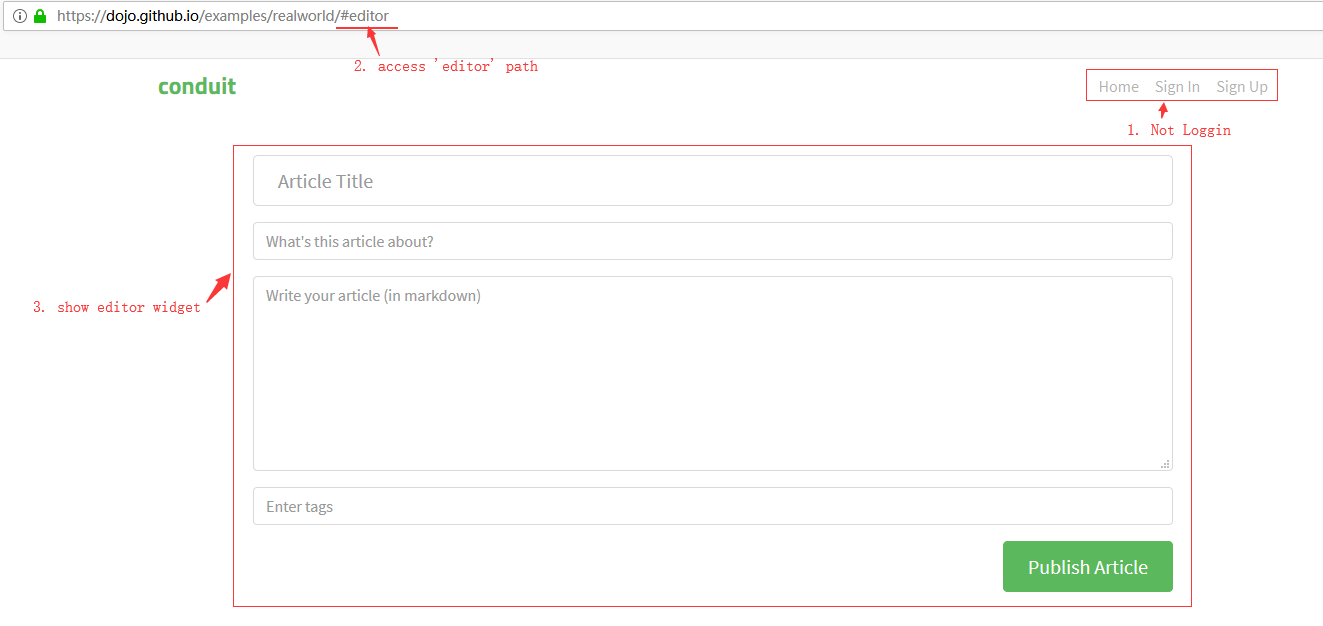 https://dojo.github.io/examples/realworld/#editor
2. access 'editor' path
conduit
Home Sign In Sign Up
1. Not Loggin
Article Title
What's this article about?
Write your article (in markdown)
3. show editor widget
Enter tags
Publish Article